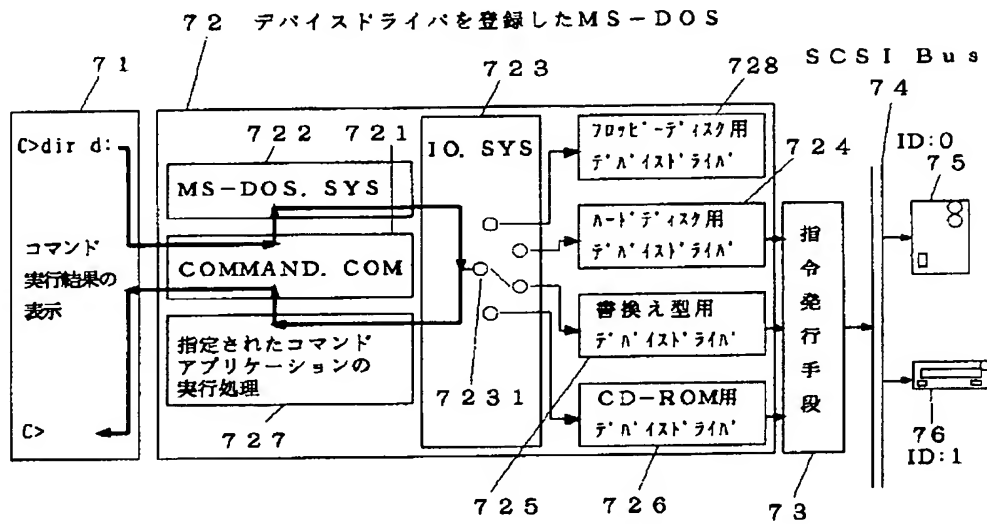 72 デバイスドライバを登録したMS-DOS
SCSI Bus
71
723
728
74
722
721
C>dir d:
IO. SYS
フロッピーディスク用
デバイスドライバ
724
ID:0
75
MS-DOS. SYS
ハードディスク用
デバイスドライバ
指令発行手段
コマンド
実行結果の
表示
COMMAND. COM
書換え型用
デバイスドライバ
指定されたコマンド
アプリケーションの
実行処理
7231
CD-ROM用
デバイスドライバ
C>
727
76
ID:1
725
726
73